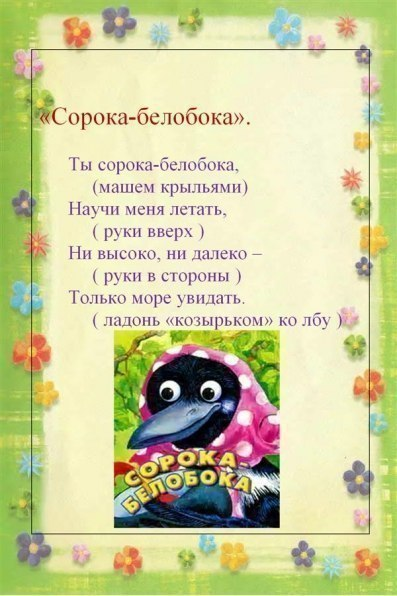 «Сорока-белобока».
Ты сорока-белобока,
(машем крыльями)
Научи меня летать,
( руки вверх )
Ни высоко, ни далеко –
( руки в стороны )
Только море увидать.
( ладонь «козырьком» ко лбу )
СОРОКА-
БЕЛОБОКА